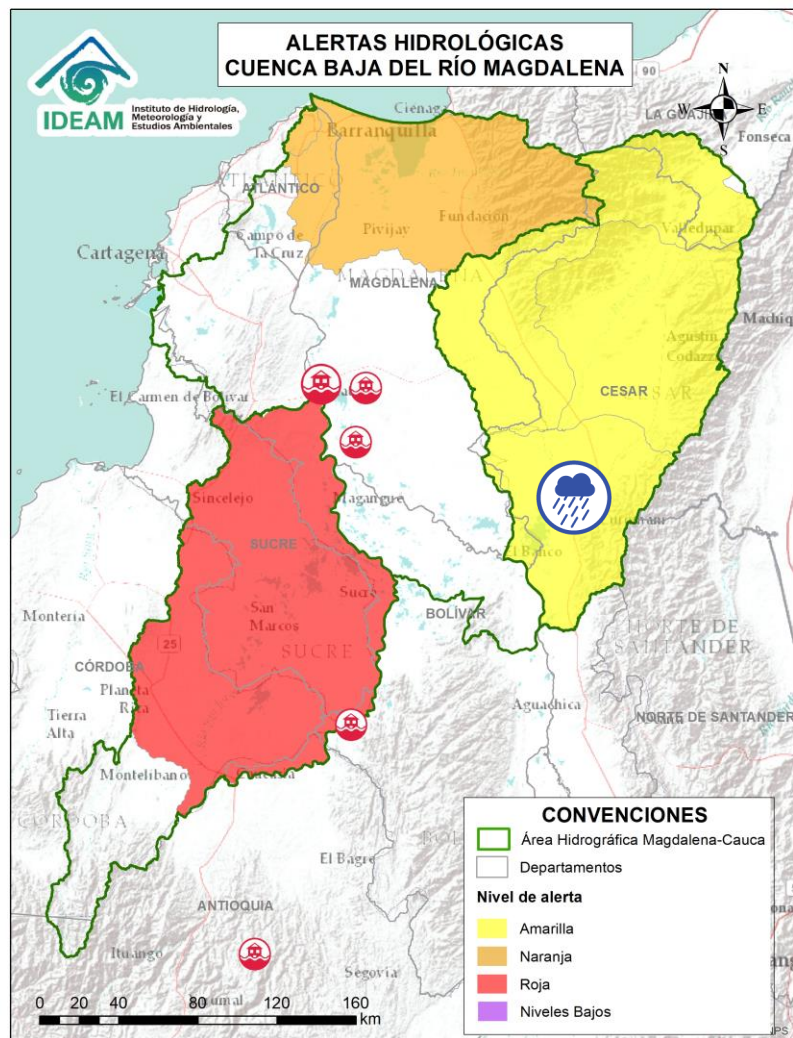 ALERTAS HIDROLÓGICAS
CUENCA BAJA DEL RÍO MAGDALENA
IDEAM
Instituto de Hidrología,
Meteorología y
Estudios Ambientales
90
N
W E
S
Ciénaga
LA GUAJIRA
Barranquilla
Fonseca
ATLÁNTICO
Valledupar
Pivijay
Fundación
Campo de
la Cruz
Cartagena
MAGDALENA
MAGDALENA
Agustín
Codazzi
CESAR
El Carmen de Bolívar
Sincelejo
Magangue
SUCRE
El Banco
Sucre
San
Marcos
BOLÍVAR
Montería
NORTE DE
SANTANDER
25
SUCRE
CÓRDOBA
Planeta
Rica
Aguachica
NORTE DE SANTANDER
Tierra
Alta
Montelibano
CÓRDOBA
El Bagre
ANTIOQUIA
Ituango
Segovia
CONVENCIONES
Área Hidrográfica Magdalena-Cauca
Departamentos
Nivel de alerta
Amarilla
Naranja
Roja
Niveles Bajos
0 20 40 80 120 160
km